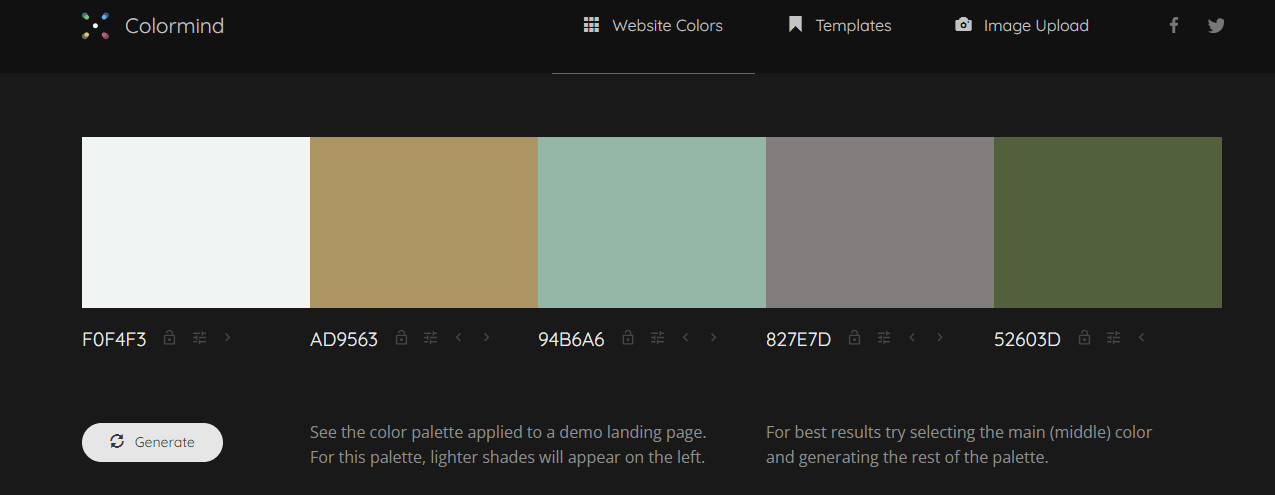 Colormind
Website Colors
Templates
Image Upload
F0F4F3
AD9563
94B6A6
827E7D
52603D
Generate
See the color palette applied to a demo landing page.
For this palette, lighter shades will appear on the left.
For best results try selecting the main (middle) color
and generating the rest of the palette.